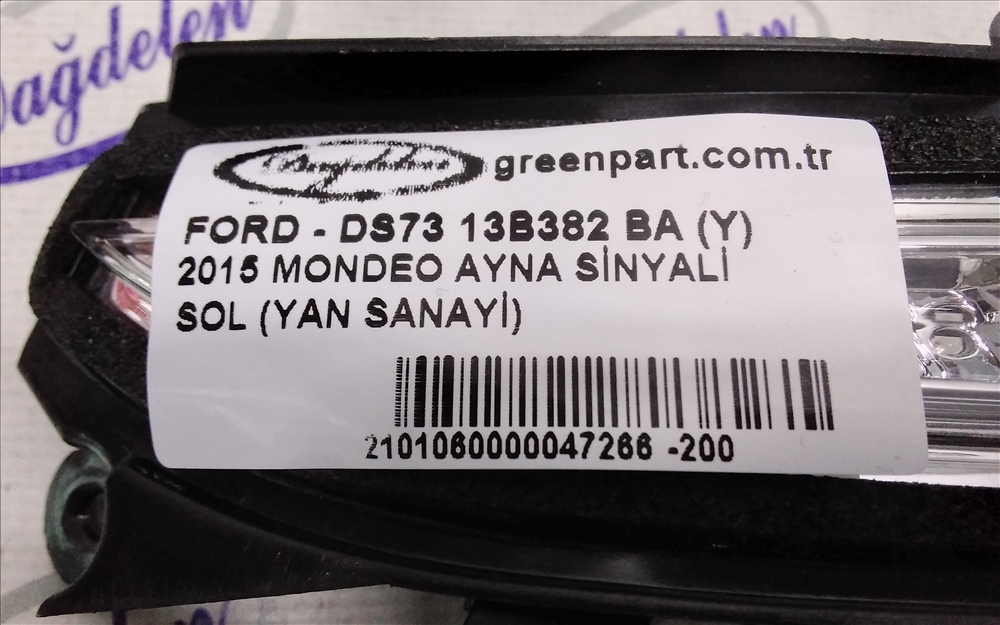 Dağdelen
greenpart.com.tr
FORD - DS73 13B382 BA (Y)
2015 MONDEO AYNA SİNYALİ
SOL (YAN SANAYİ)
2101060000047266 -200